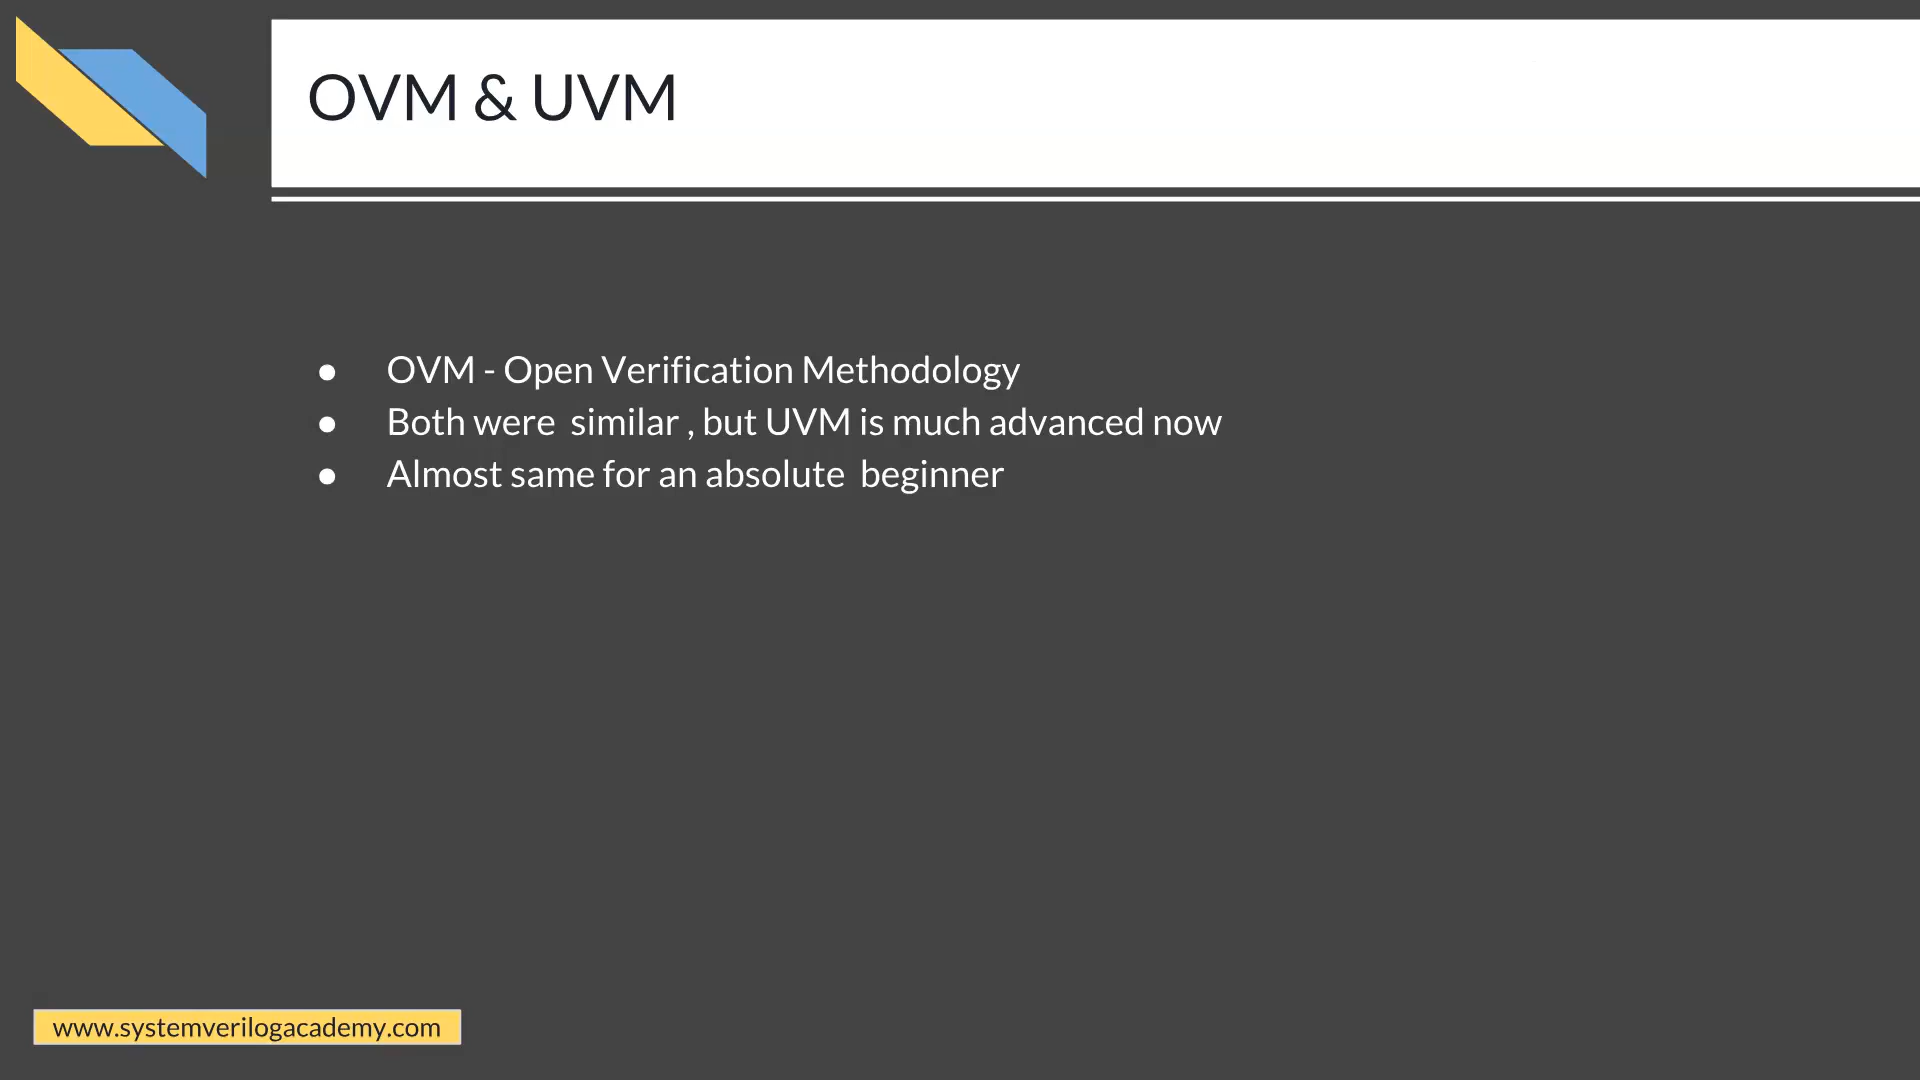 OVM & UVM
● OVM - Open Verification Methodology
● Both were  similar , but UVM is much advanced now
● Almost same for an absolute  beginner
www.systemverilogacademy.com